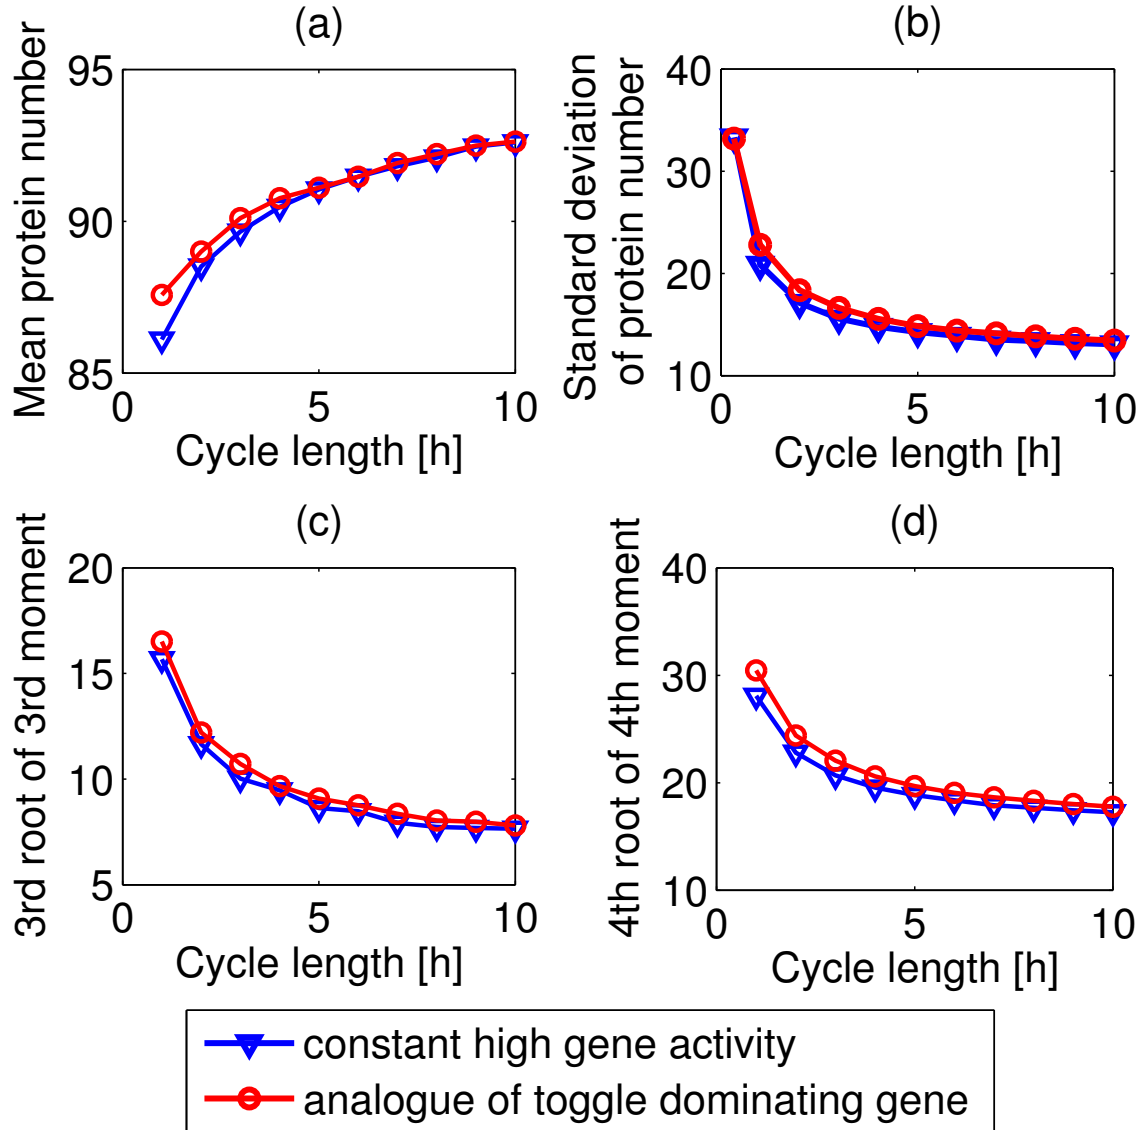 (a)
Mean protein number
95
90
85
0
5
10
Cycle length [h]
(b)
Standard deviation
of protein number
40
30
20
10
0
5
10
Cycle length [h]
(c)
3rd root of 3rd moment
20
15
10
5
0
5
10
Cycle length [h]
(d)
4th root of 4th moment
40
30
20
10
0
5
10
Cycle length [h]
constant high gene activity
analogue of toggle dominating gene